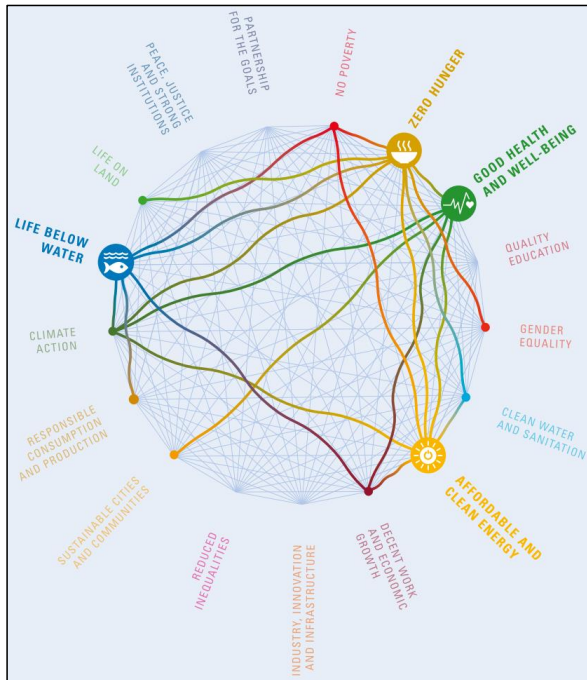 PARTNERSHIP
FOR THE GOALS
NO POVERTY
ZERO HUNGER
GOOD HEALTH
AND WELL-BEING
QUALITY
EDUCATION
GENDER
EQUALITY
CLEAN WATER
AND SANITATION
AFFORDABLE AND
CLEAN ENERGY
DECENT WORK
AND ECONOMIC
GROWTH
INDUSTRY, INNOVATION
AND INFRASTRUCTURE
REDUCED
INEQUALITIES
SUSTAINABLE CITIES
AND COMMUNITIES
RESPONSIBLE
CONSUMPTION
AND PRODUCTION
CLIMATE
ACTION
LIFE BELOW
WATER
LIFE ON
LAND
PEACE, JUSTICE
AND STRONG
INSTITUTIONS